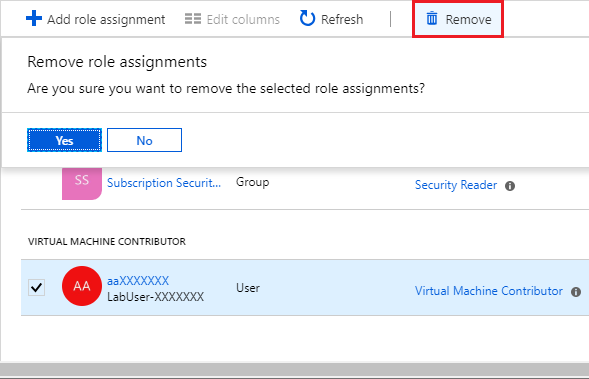 Add role assignment Edit columns Refresh Remove
Remove role assignments
Are you sure you want to remove the selected role assignments?
Yes No
SS Subscription Securit... Group Security Reader
VIRTUAL MACHINE CONTRIBUTOR
AA aaXXXXXXX User Virtual Machine Contributor
LabUser-XXXXXXX